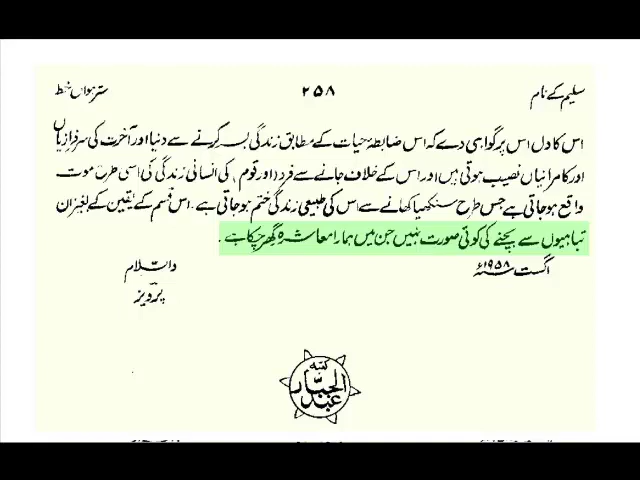 سلیم کے نام ۲۵۸ سترھواں خط
اس کا دل اس پر گواہی دے کہ اس ضابطۂ حیات کے مطابق زندگی بسر کرنے سے دنیا اور آخرت کی سرفرازیاں
اور کامرانیاں نصیب ہوتی ہیں اور اس کے خلاف جانے سے فرد (اور قوم) کی انسانی زندگی کی اسی طرح موت
واقع ہو جاتی ہے جس طرح سنکھیا کھانے سے اس کی طبیعی زندگی ختم ہو جاتی ہے۔ اس قسم کے یقین کے بغیر ان
تباہیوں سے بچنے کی کوئی صورت نہیں جن میں ہمارا معاشرہ گھر چکا ہے۔
والسلام
اگست ۱۹۵۸ء
پرویز
کتبہ
عبدالجبار